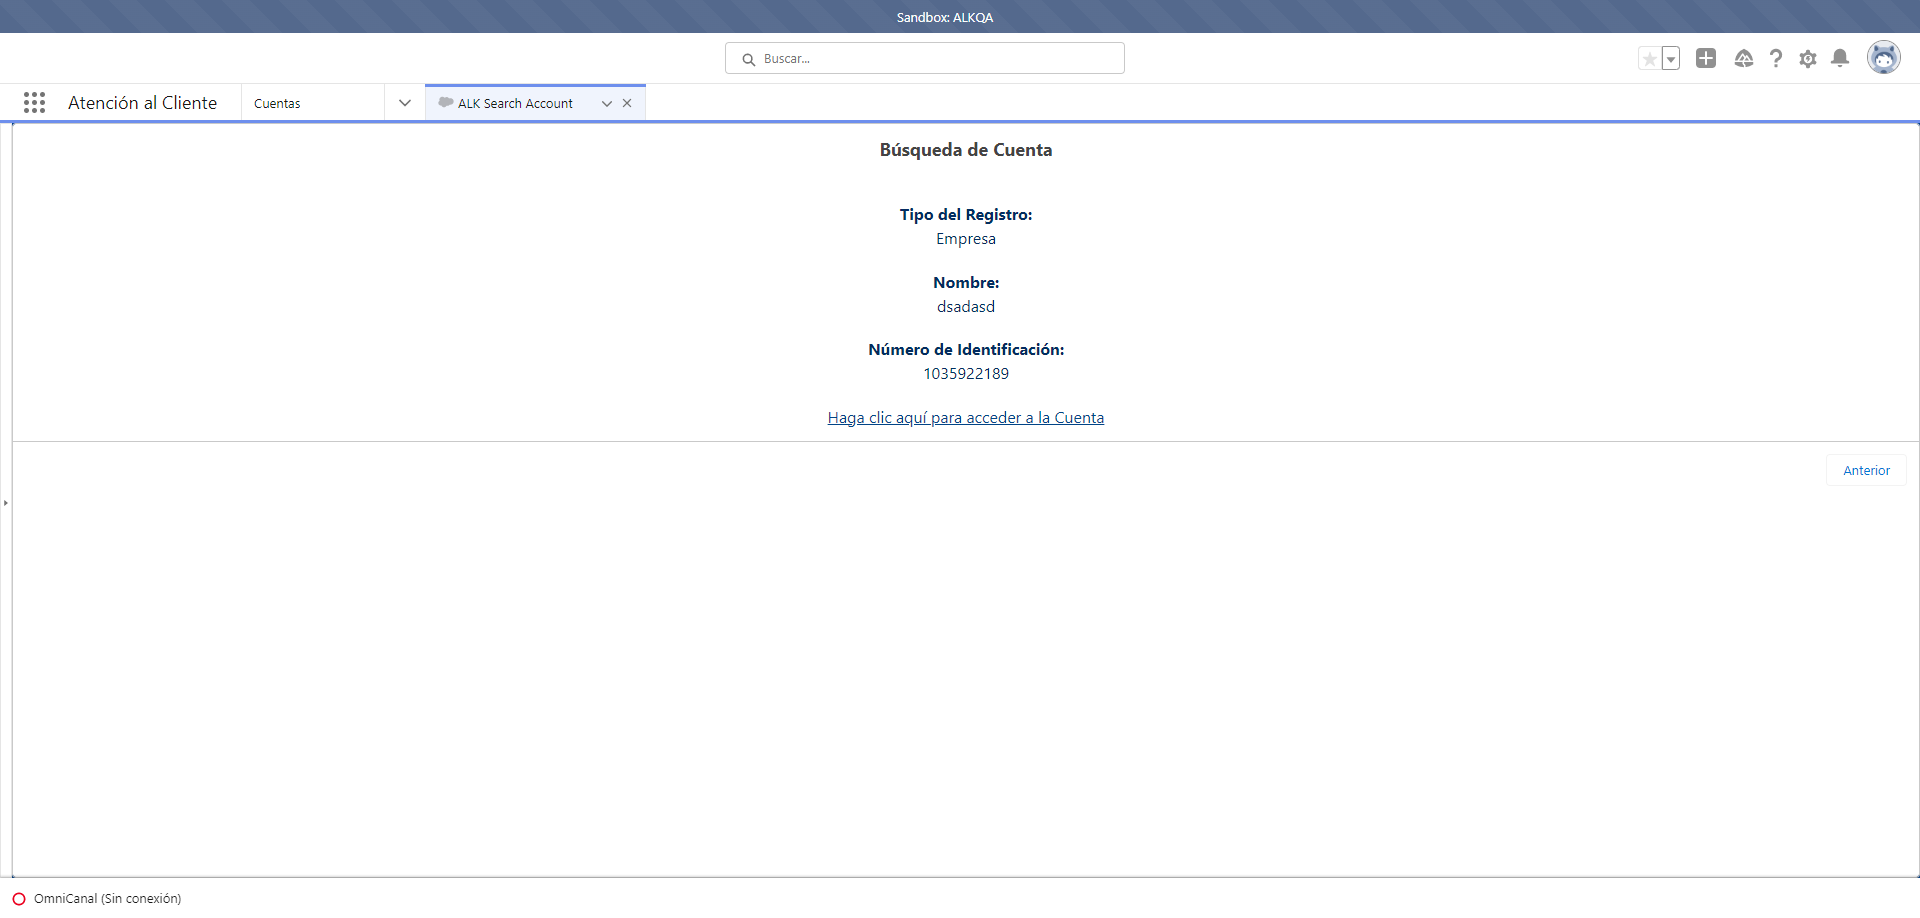 Sandbox: ALKQA
Buscar...
Atención al Cliente
Cuentas
ALK Search Account
Búsqueda de Cuenta
Tipo del Registro:
Empresa
Nombre:
dsadasd
Número de Identificación:
1035922189
Haga clic aquí para acceder a la Cuenta
Anterior
OmniCanal (Sin conexión)